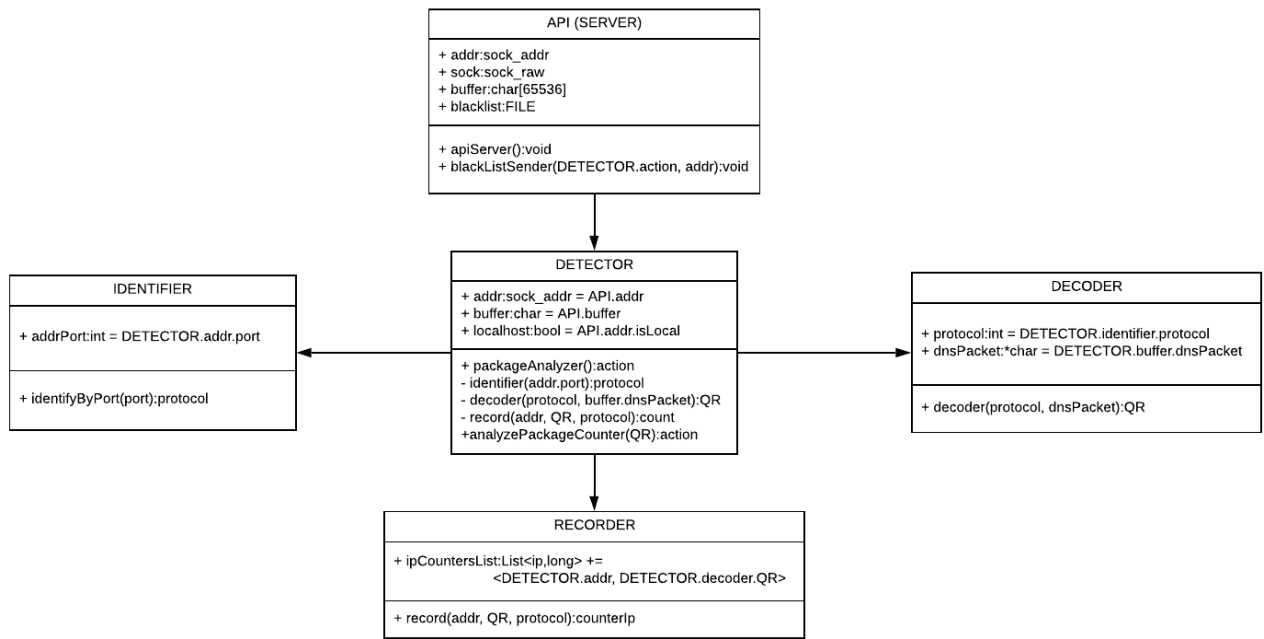 API (SERVER)
+ addr:sock_addr
+ sock:sock_raw
+ buffer:char[65536]
+ blacklist:FILE
+ apiServer():void
+ blackListSender(DETECTOR.action, addr):void
IDENTIFIER
+ addrPort:int = DETECTOR.addr.port
+ identifyByPort(port):protocol
DETECTOR
+ addr:sock_addr = API.addr
+ buffer:char = API.buffer
+ localhost:bool = API.addr.isLocal
+ packageAnalyzer():action
- identifier(addr.port):protocol
- decoder(protocol, buffer.dnsPacket):QR
- record(addr, QR, protocol):count
+analyzePackageCounter(QR):action
DECODER
+ protocol:int = DETECTOR.identifier.protocol
+ dnsPacket:*char = DETECTOR.buffer.dnsPacket
+ decoder(protocol, dnsPacket):QR
RECORDER
+ ipCountersList:List<ip,long> +=
<DETECTOR.addr, DETECTOR.decoder.QR>
+ record(addr, QR, protocol):counterIp